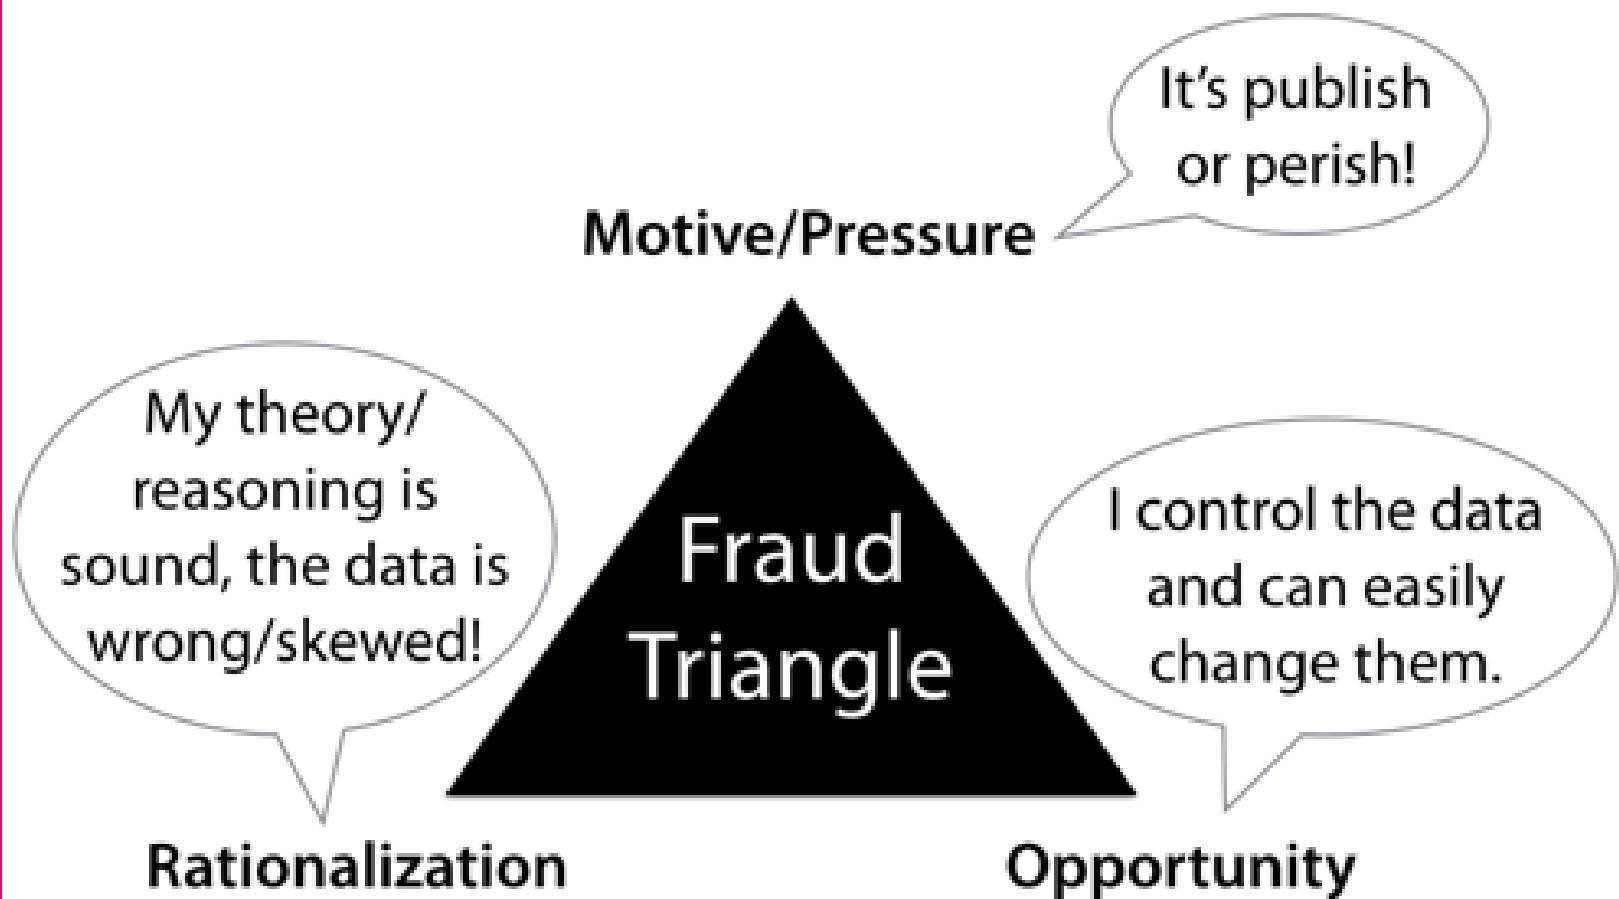 It's publish
or perish!
Motive/Pressure
My theory/
reasoning is
sound, the data is
wrong/skewed!
I control the data
and can easily
change them.
Fraud
Triangle
Rationalization
Opportunity